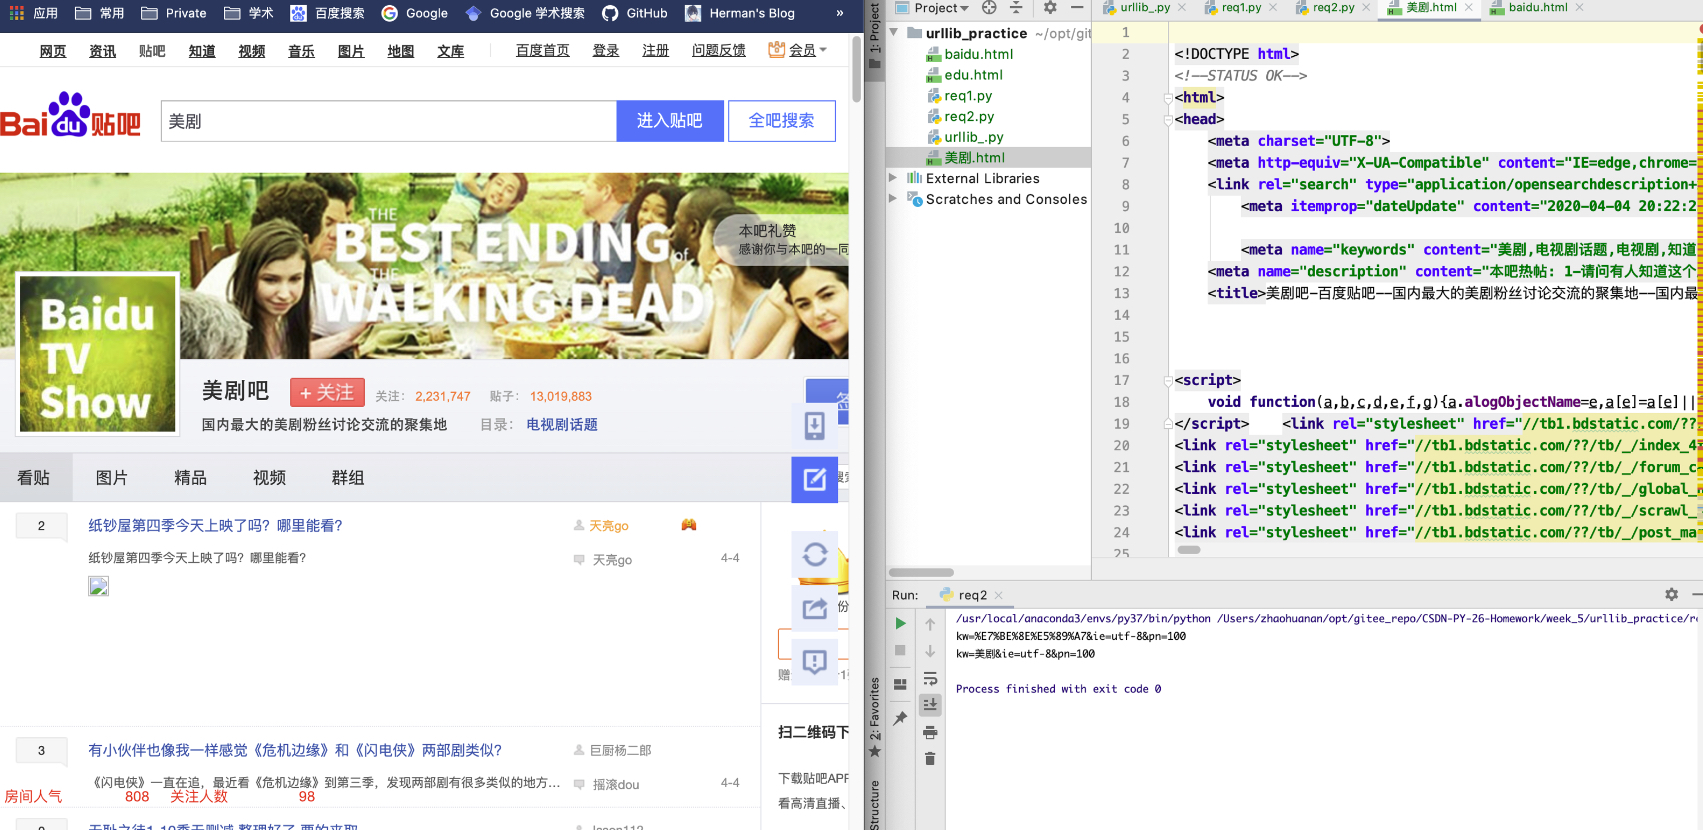 应用 常用 Private 学术 百度搜索 Google Google 学术搜索 GitHub Herman's Blog »
网页 资讯 贴吧 知道 视频 音乐 图片 地图 文库 百度首页 登录 注册 问题反馈 会员
Bai du 贴吧
美剧 进入贴吧 全吧搜索
THE
BEST ENDING of
THE
WALKING DEAD
本吧礼赞
感谢你与本吧的一同
Baidu
TV
Show
美剧吧 + 关注 关注: 2,231,747 贴子: 13,019,883
签
国内最大的美剧粉丝讨论交流的聚集地 目录: 电视剧话题
看贴 图片 精品 视频 群组
2 纸钞屋第四季今天上映了吗？哪里能看? 天亮go
纸钞屋第四季今天上映了吗？哪里能看? 天亮go 4-4
份
赠
扫二维码下
3 有小伙伴也像我一样感觉《危机边缘》和《闪电侠》两部剧类似? 巨厨杨二郎
《闪电侠》一直在追，最近看《危机边缘》到第三季，发现两部剧有很多类似的地方... 摇滚dou 4-4
下载贴吧APP
看高清直播、
房间人气 808 关注人数 98
1: Project
2: Favorites
Structure
Project
urllib_practice ~/opt/git
baidu.html
edu.html
req1.py
req2.py
urllib_.py
美剧.html
External Libraries
Scratches and Consoles
urllib_.py req1.py req2.py 美剧.html baidu.html
1
2 <!DOCTYPE html>
3 <!--STATUS OK-->
4 <html>
5 <head>
6 <meta charset="UTF-8">
7 <meta http-equiv="X-UA-Compatible" content="IE=edge,chrome=
8 <link rel="search" type="application/opensearchdescription+
9 <meta itemprop="dateUpdate" content="2020-04-04 20:22:2
10
11 <meta name="keywords" content="美剧,电视剧话题,电视剧,知道
12 <meta name="description" content="本吧热帖: 1-请问有人知道这个
13 <title>美剧吧-百度贴吧--国内最大的美剧粉丝讨论交流的聚集地--国内最
14
15
16
17 <script>
18 void function(a,b,c,d,e,f,g){a.alogObjectName=e,a[e]=a[e]||
19 </script> <link rel="stylesheet" href="//tb1.bdstatic.com/??
20 <link rel="stylesheet" href="//tb1.bdstatic.com/??/tb/_/index_4
21 <link rel="stylesheet" href="//tb1.bdstatic.com/??/tb/_/forum_c
22 <link rel="stylesheet" href="//tb1.bdstatic.com/??/tb/_/global_
23 <link rel="stylesheet" href="//tb1.bdstatic.com/??/tb/_/scrawl_
24 <link rel="stylesheet" href="//tb1.bdstatic.com/??/tb/_/post_ma
25
Run: req2
/usr/local/anaconda3/envs/py37/bin/python /Users/zhaohuanan/opt/gitee_repo/CSDN-PY-26-Homework/week_5/urllib_practice/re
kw=%E7%BE%8E%E5%89%A7&ie=utf-8&pn=100
kw=美剧&ie=utf-8&pn=100
Process finished with exit code 0